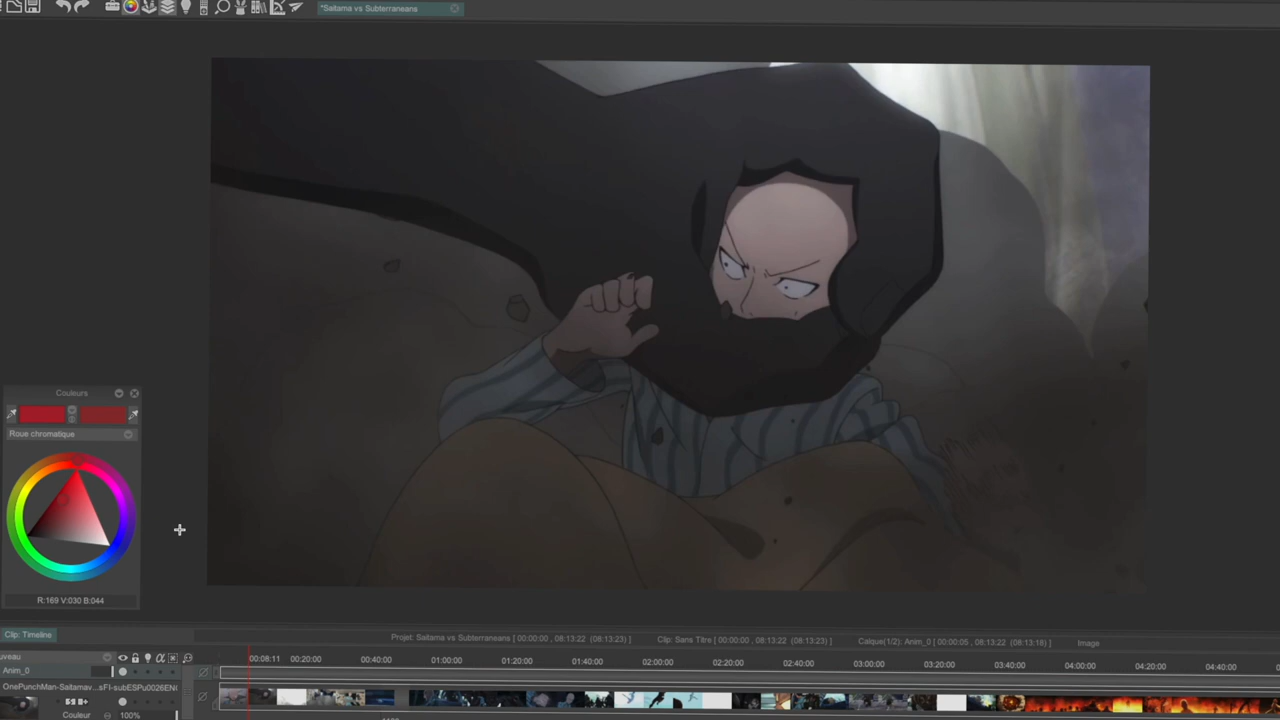 *Saitama vs Subterraneans
Couleurs
Roue chromatique
R:169 V:030 B:044
Clip: Timeline
Projet: Saitama vs Subterraneans [ 00:00:00 , 08:13:22 (08:13:23) ]
Clip: Sans Titre [ 00:00:00 , 08:13:22 (08:13:23) ]
Calque(1/2): Anim_0 [ 00:00:05 , 08:13:22 (08:13:18) ]
Image
uveau
00:08:11
00:20:00
00:40:00
01:00:00
01:20:00
01:40:00
02:00:00
02:20:00
02:40:00
03:00:00
03:20:00
03:40:00
04:00:00
04:20:00
04:40:00
Anim_0
OnePunchMan-Saitamav...sFI-subESPu0026EN(
Couleur
100%